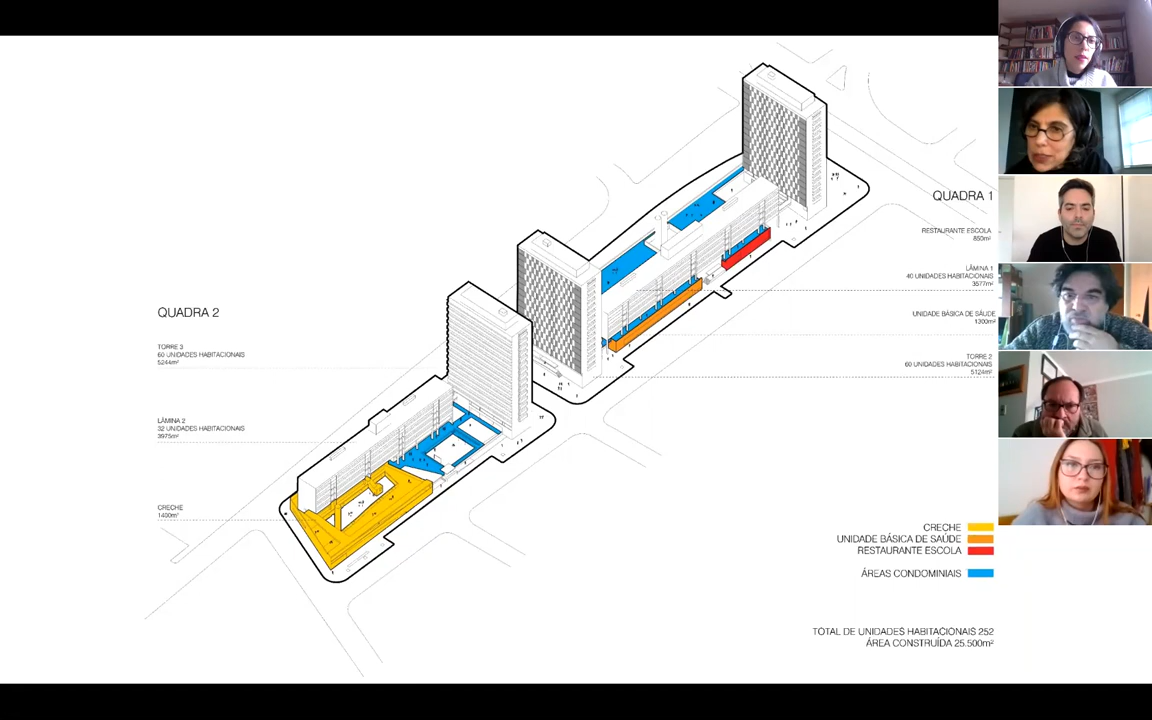 QUADRA 1
RESTAURANTE ESCOLA
850m²
LÂMINA 1
40 UNIDADES HABITACIONAIS
3577m²
UNIDADE BÁSICA DE SAÚDE
1300m²
TORRE 2
60 UNIDADES HABITACIONAIS
5124m²
QUADRA 2
TORRE 3
60 UNIDADES HABITACIONAIS
5244m²
LÂMINA 2
32 UNIDADES HABITACIONAIS
3975m²
CRECHE
1400m²
CRECHE
UNIDADE BÁSICA DE SAÚDE
RESTAURANTE ESCOLA
ÁREAS CONDOMINIAIS
TOTAL DE UNIDADES HABITACIONAIS 252
ÁREA CONSTRUÍDA 25.500m²